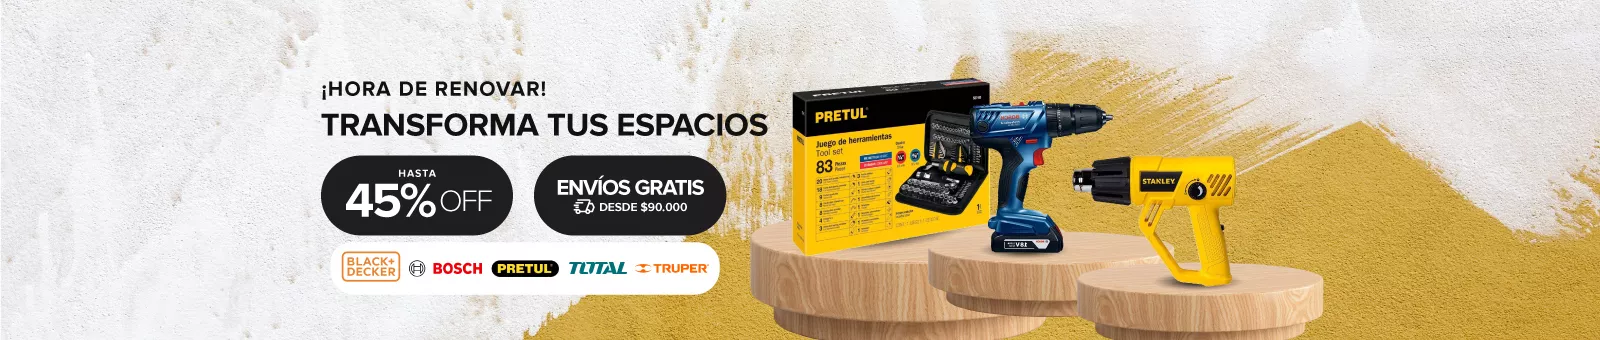 ¡HORA DE RENOVAR!
TRANSFORMA TUS ESPACIOS
HASTA
45% OFF
ENVÍOS GRATIS
DESDE $90.000
BLACK+
DECKER
BOSCH
PRETUL
TOTAL
TRUPER
PRETUL
Juego de herramientas
Tool set
83
BOSCH
STANLEY